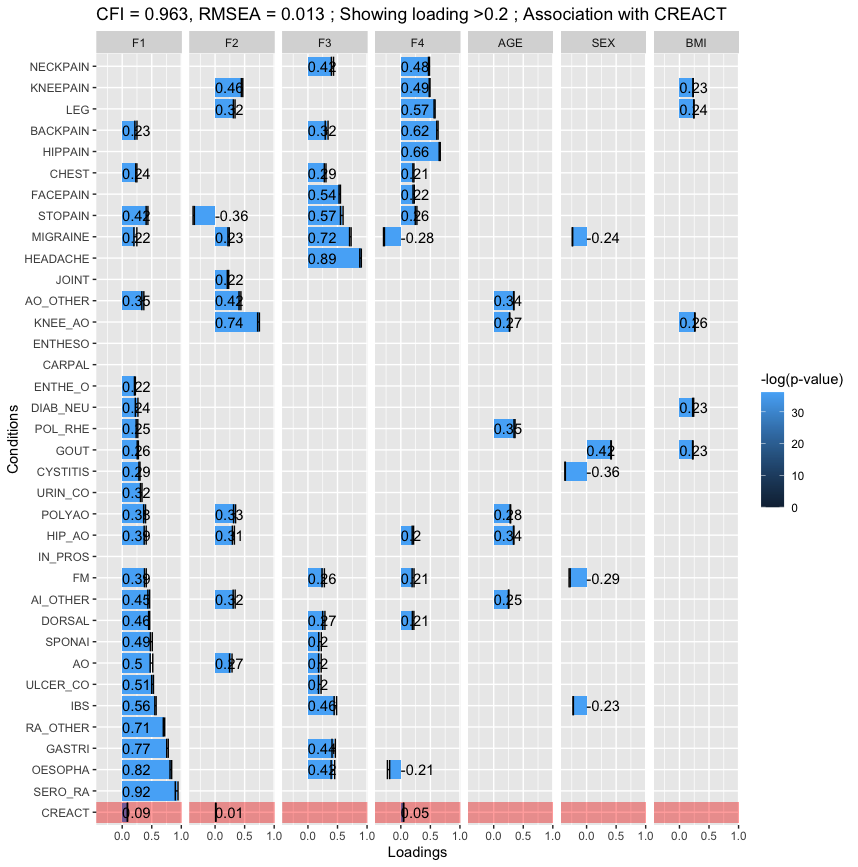 CFI = 0.963, RMSEA = 0.013 ; Showing loading >0.2 ; Association with CREACT
F1 F2 F3 F4 AGE SEX BMI
NECKPAIN 0.42 0.48
KNEEPAIN 0.46 0.49 0.23
LEG 0.32 0.57 0.24
BACKPAIN 0.23 0.32 0.62
HIPPAIN 0.66
CHEST 0.24 0.29 0.21
FACEPAIN 0.54 0.22
STOPAIN 0.42 -0.36 0.57 0.26
MIGRAINE 0.22 0.23 0.72 -0.28 -0.24
HEADACHE 0.89
JOINT 0.22
AO_OTHER 0.35 0.42 0.34
KNEE_AO 0.74 0.27 0.26
ENTHESO
CARPAL
ENTHE_O 0.22
DIAB_NEU 0.24 0.23
POL_RHE 0.25 0.35
GOUT 0.26 0.42 0.23
CYSTITIS 0.29 -0.36
URIN_CO 0.32
POLYAO 0.33 0.33 0.28
HIP_AO 0.39 0.31 0.2 0.34
IN_PROS
FM 0.39 0.26 0.21 -0.29
AI_OTHER 0.45 0.32 0.25
DORSAL 0.46 0.27 0.21
SPONAI 0.49 0.2
AO 0.5 0.27 0.2
ULCER_CO 0.51 0.2
IBS 0.56 0.46 -0.23
RA_OTHER 0.71
GASTRI 0.77 0.44
OESOPHA 0.82 0.42 -0.21
SERO_RA 0.92
CREACT 0.09 0.01 0.05
0.0 0.5 1.0 0.0 0.5 1.0 0.0 0.5 1.0 0.0 0.5 1.0 0.0 0.5 1.0 0.0 0.5 1.0 0.0 0.5 1.0
Loadings
Conditions
-log(p-value)
30
20
10
0